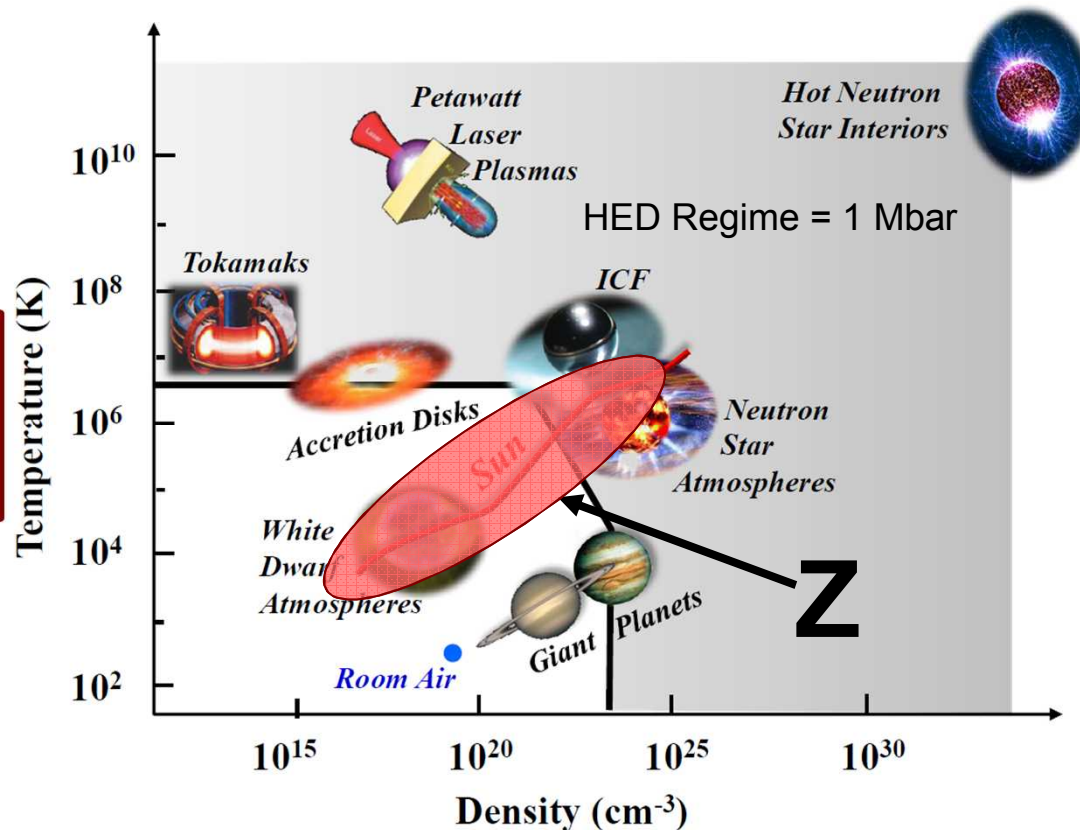 Petawatt
Laser
Plasmas
Laser
Hot Neutron
Star Interiors
HED Regime = 1 Mbar
Tokamaks
ICF
Accretion Disks
Sun
Neutron
Star
Atmospheres
White
Dwarf
Atmospheres
Giant Planets
Room Air
Z
Temperature (K)
10¹⁰
10⁸
10⁶
10⁴
10²
10¹⁵ 10²⁰ 10²⁵ 10³⁰
Density (cm⁻³)